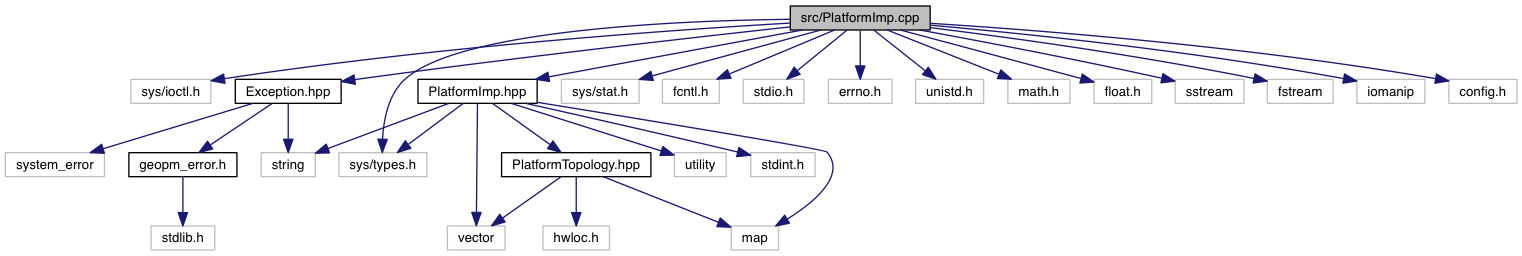 src/PlatformImp.cpp
sys/ioctl.h
Exception.hpp
PlatformImp.hpp
sys/stat.h
fcntl.h
stdio.h
errno.h
unistd.h
math.h
float.h
sstream
fstream
iomanip
config.h
system_error
geopm_error.h
string
sys/types.h
PlatformTopology.hpp
utility
stdint.h
stdlib.h
vector
hwloc.h
map